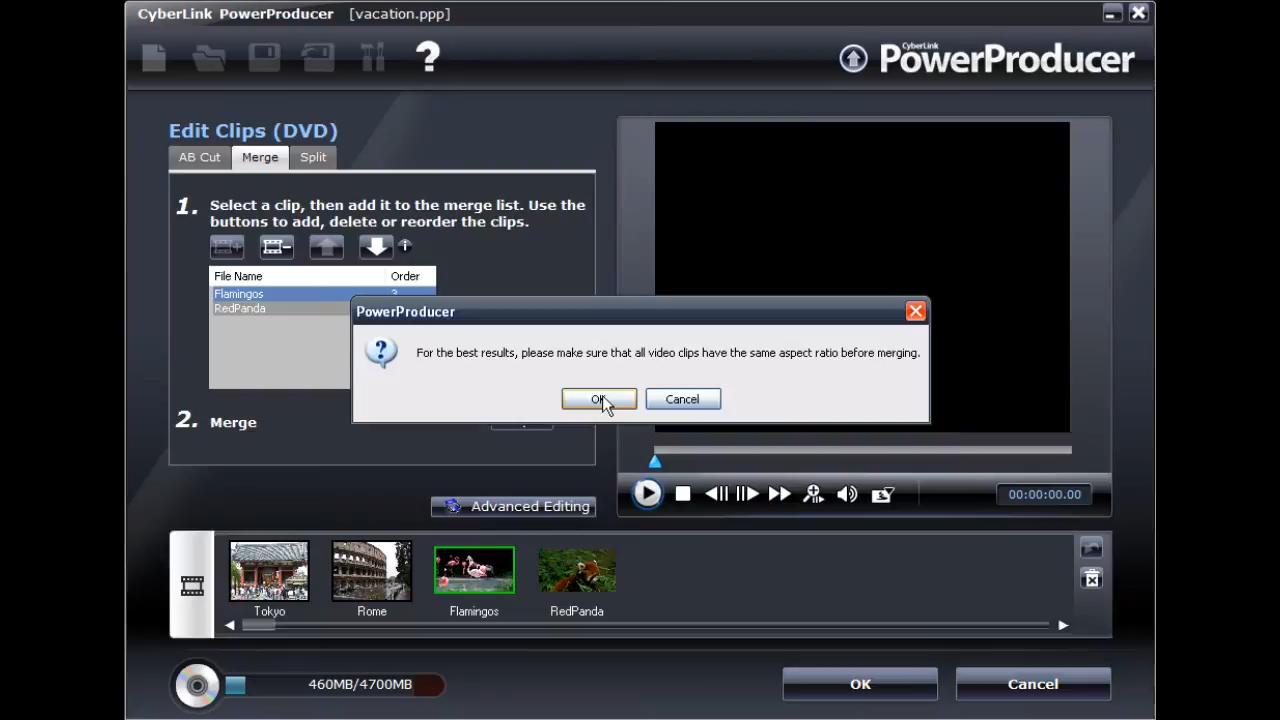 CyberLink PowerProducer [vacation.ppp]
?
CyberLink
PowerProducer
Edit Clips (DVD)
AB Cut Merge Split
1. Select a clip, then add it to the merge list. Use the
buttons to add, delete or reorder the clips.
File Name Order
Flamingos
RedPanda
PowerProducer
For the best results, please make sure that all video clips have the same aspect ratio before merging.
OK Cancel
2. Merge
00:00:00.00
Advanced Editing
Tokyo Rome Flamingos RedPanda
460MB/4700MB
OK Cancel